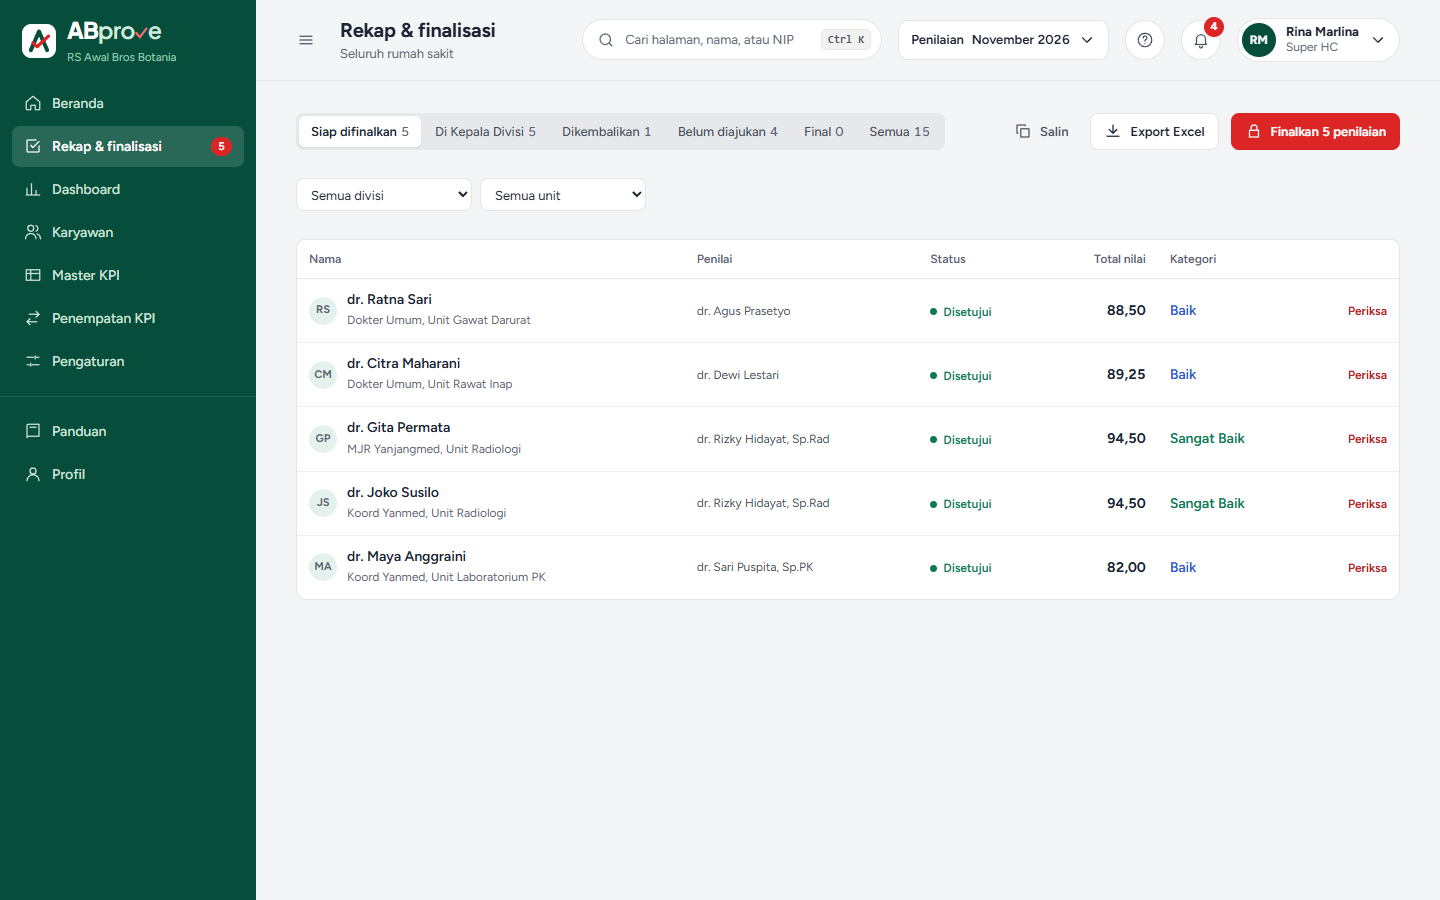 ABprove
RS Awal Bros Botania
Beranda
Rekap & finalisasi 5
Dashboard
Karyawan
Master KPI
Penempatan KPI
Pengaturan
Panduan
Profil
Rekap & finalisasi
Seluruh rumah sakit
Cari halaman, nama, atau NIP Ctrl K
Penilaian November 2026
4
RM
Rina Marlina
Super HC
Siap difinalkan 5 Di Kepala Divisi 5 Dikembalikan 1 Belum diajukan 4 Final 0 Semua 15
Salin
Export Excel
Finalkan 5 penilaian
Semua divisi
Semua unit
Nama Penilai Status Total nilai Kategori
RS dr. Ratna Sari
Dokter Umum, Unit Gawat Darurat
dr. Agus Prasetyo Disetujui 88,50 Baik Periksa
CM dr. Citra Maharani
Dokter Umum, Unit Rawat Inap
dr. Dewi Lestari Disetujui 89,25 Baik Periksa
GP dr. Gita Permata
MJR Yanjangmed, Unit Radiologi
dr. Rizky Hidayat, Sp.Rad Disetujui 94,50 Sangat Baik Periksa
JS dr. Joko Susilo
Koord Yanmed, Unit Radiologi
dr. Rizky Hidayat, Sp.Rad Disetujui 94,50 Sangat Baik Periksa
MA dr. Maya Anggraini
Koord Yanmed, Unit Laboratorium PK
dr. Sari Puspita, Sp.PK Disetujui 82,00 Baik Periksa